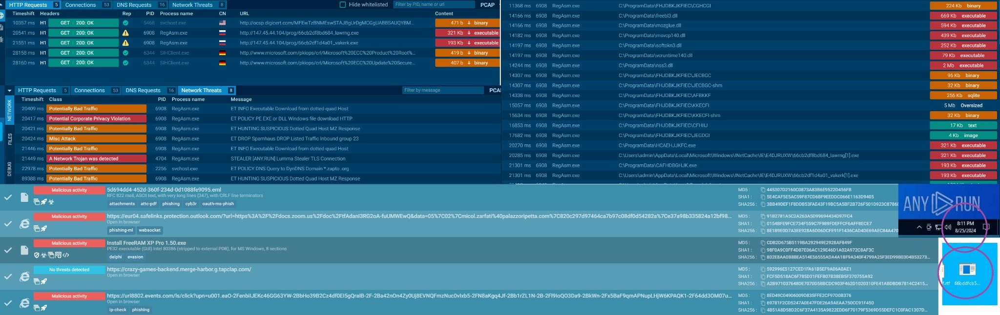 HTTP Requests 5 Connections 53 DNS Requests 16 Network Threats 8 Hide whitelisted Filter by PID, name or url PCAP
Timeshift Headers Rep PID Process name CN URL Content
10357 ms H1 GET 200: OK 5468 svchost.exe http://ocsp.digicert.com/MFEwTzBNMEswSTAJBgUrDgMCGgUABBSAUQYBM... 471 b binary
20541 ms H1 GET 200: OK 6908 RegAsm.exe http://147.45.44.104/prog/66cb2df8bd684_lawrng.exe 321 Kb executable
21551 ms H1 GET 200: OK 6908 RegAsm.exe http://147.45.44.104/prog/66cb2df1d4a01_vakerk.exe 193 Kb executable
28158 ms H1 GET 200: OK 6344 SIHClient.exe http://www.microsoft.com/pkiops/crl/Microsoft%20ECC%20Product%20Root%... 419 b binary
28160 ms H1 GET 200: OK 6344 SIHClient.exe http://www.microsoft.com/pkiops/crl/Microsoft%20ECC%20Update%20Secure... 407 b binary
HTTP Requests 5 Connections 53 DNS Requests 16 Network Threats 8 Filter by message PCA
NETWORK
FILES
DEBUG
Timeshift Class PID Process name Message
20409 ms Potentially Bad Traffic 6908 RegAsm.exe ET INFO Executable Download from dotted-quad Host
20417 ms Potential Corporate Privacy Violation 6908 RegAsm.exe ET POLICY PE EXE or DLL Windows file download HTTP
20421 ms Potentially Bad Traffic 6908 RegAsm.exe ET HUNTING SUSPICIOUS Dotted Quad Host MZ Response
20424 ms Misc Attack 6908 RegAsm.exe ET DROP Spamhaus DROP Listed Traffic Inbound group 23
21446 ms Potentially Bad Traffic 6908 RegAsm.exe ET INFO Executable Download from dotted-quad Host
21449 ms A Network Trojan was detected 4704 RegAsm.exe STEALER [ANY.RUN] Lumma Stealer TLS Connection
22978 ms Potentially Bad Traffic 2256 svchost.exe ET POLICY DNS Query to DynDNS Domain *.zapto .org
89388 ms Potentially Bad Traffic 6908 RegAsm.exe ET HUNTING SUSPICIOUS Dotted Quad Host MZ Response
11368 ms 6908 RegAsm.exe C:\ProgramData\FHJDBKJKFIEC\CGHCGI 224 Kb binary
14166 ms 6908 RegAsm.exe C:\ProgramData\freebl3.dll 669 Kb executable
14166 ms 6908 RegAsm.exe C:\ProgramData\mozglue.dll 594 Kb executable
14182 ms 6908 RegAsm.exe C:\ProgramData\msvcp140.dll 439 Kb executable
14197 ms 6908 RegAsm.exe C:\ProgramData\softokn3.dll 252 Kb executable
14197 ms 6908 RegAsm.exe C:\ProgramData\vcruntime140.dll 79 Kb executable
14244 ms 6908 RegAsm.exe C:\ProgramData\nss3.dll 2 Mb executable
14307 ms 6908 RegAsm.exe C:\ProgramData\FHJDBKJKFIEC\JECBGC 96 Kb binary
14307 ms 6908 RegAsm.exe C:\ProgramData\FHJDBKJKFIEC\JECBGC-shm 32 Kb binary
14338 ms 6908 RegAsm.exe C:\ProgramData\FHJDBKJKFIEC\AFBKKF 256 Kb sqlite
15057 ms 6908 RegAsm.exe C:\ProgramData\FHJDBKJKFIEC\KKECFI 5 Mb Oversized
15634 ms 6908 RegAsm.exe C:\ProgramData\FHJDBKJKFIEC\KKECFI-shm 32 Kb binary
16853 ms 6908 RegAsm.exe C:\ProgramData\FHJDBKJKFIEC\CFHIIJ 17 Kb text
17682 ms 6908 RegAsm.exe C:\ProgramData\FHJDBKJKFIEC\JEGDGI 4 Kb image
20270 ms 6908 RegAsm.exe C:\ProgramData\HCAEHJJKFC.exe 321 Kb executable
20285 ms 6908 RegAsm.exe C:\Users\admin\AppData\Local\Microsoft\Windows\INetCache\IE\E4DJRUXW\66cb2df8bd684_lawrng[1].exe 321 Kb executable
21301 ms 6908 RegAsm.exe C:\ProgramData\CAFHDBGHJK.exe 193 Kb executable
21301 ms 6908 RegAsm.exe C:\Users\admin\AppData\Local\Microsoft\Windows\INetCache\IE\E4DJRUXW\66cb2df1d4a01_vakerk[1].exe 193 Kb executable
Malicious activity 5d694dd4-452d-360f-234d-0d1088fe9095.eml MD5: 445307D2160C0873A83B6E9522D456FB
RFC 822 mail, ASCII text, with very long lines (347), with CRLF line terminators SHA1: 5E4CAF5E5AC59F87CD6BF9EEDDC066E1163D9405
attachments attc-pdf phishing cyb3r oauth-ms-phish SHA256: 3BB49DEF1F8DDB53FAE43F19BC5A5BF2B726F501D923C8786
Malicious activity https://eur04.safelinks.protection.outlook.com/?url=https%3A%2F%2Fdocs.zoom.us%2Fdoc%2FtfAdanI3RG2oA-fuUMWEwQ&data=05%7C02%7Cmicol.zarfati%40palazzoripetta.com%7C820c297d97464ca7b97c08df0d54282a%7Ce37a98b335824a12bf98... MD5: 91B2781A5C2A263A5D99694434D97FC4
Open in browser SHA1: 0154BFE9FCE734F559C7F989FDEFFCF6AFF8ECE7
phishing-ml websocket SHA256: 8E1B9E0D7A3EE928A6D06DCFE91F1436CAD4DE69AEC84A470
Malicious activity Install FreeRAM XP Pro 1.50.exe MD5: CDB2D675B5119BA292949E2928AF849F
PE32 executable (GUI) Intel 80386 (stripped to external PDB), for MS Windows, 8 sections SHA1: 98F0A9C0FF4D87E06AC129E46D1A02A972C8AF3C
delphi evasion SHA256: 802E8AA0B8BEA514E56555ADA4A1BF9A340F4799A25F3ED99B0304B53273...
No threats detected https://crazy-games-backend.merge-harbor.g.tapclap.com/ MD5: 592996E5127CED1FA61B5EF9A06A0AE1
Open in browser SHA1: FCF5D518AC6F785D31FEFB07B38EB5F370755A92
SHA256: A2B971037648DE7070D5BBCDC903F462D1020310FE41ABDBDB7814C2415...
Malicious activity https://url8802.events.com/ls/click?upn=u001.eaO-2FenbiIJEKc46GG63YW-2BbHo39B2Cz4df0EI5gQralB-2F-2Ba42nOn4Zy0Uj8EVNQFmzNuc0vIxb5-2FN8aKgq4Jf-2Bb1rZL1N-2B-2Fl9IoQO3Da9-2BkWn-2Fx5BaF9qmAPNupLHjW6KPAQK1-2F64dd3OM07u... MD5: 8ED49C04906009D835FFE2CF97D0B376
Open in browser SHA1: 69781F2CD5247A0E47FDE26A9AEAA750CC91F450
ip-check phishing SHA256: 4B51A8D58D2C6F37A4135A9822EDD6F70179F5369D55DEFC1C0FAC1307D...
ANY RUN
8:11 PM
8/25/2024
f.rtf 66bddfcb5...